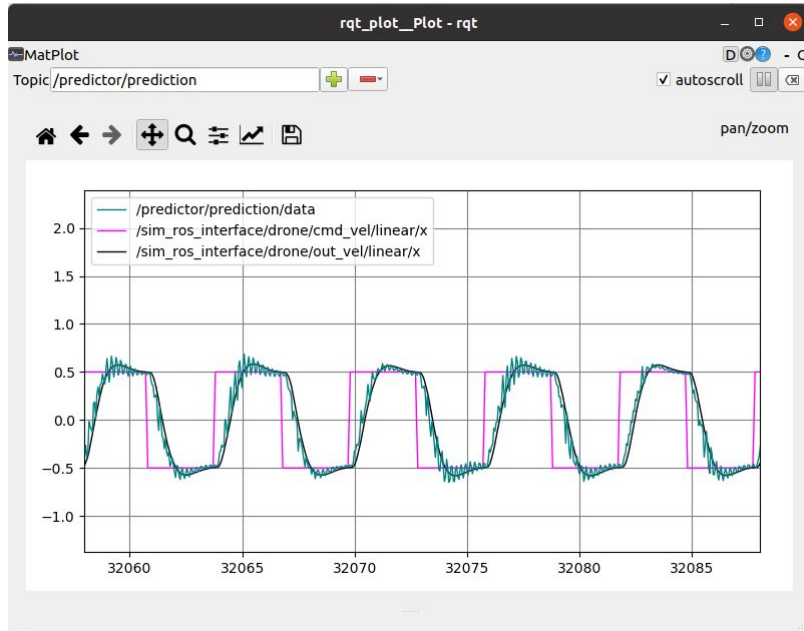 rqt_plot__Plot - rqt
MatPlot
D ? - C
Topic /predictor/prediction
autoscroll
pan/zoom
/predictor/prediction/data
/sim_ros_interface/drone/cmd_vel/linear/x
/sim_ros_interface/drone/out_vel/linear/x
2.0
1.5
1.0
0.5
0.0
−0.5
−1.0
32060 32065 32070 32075 32080 32085